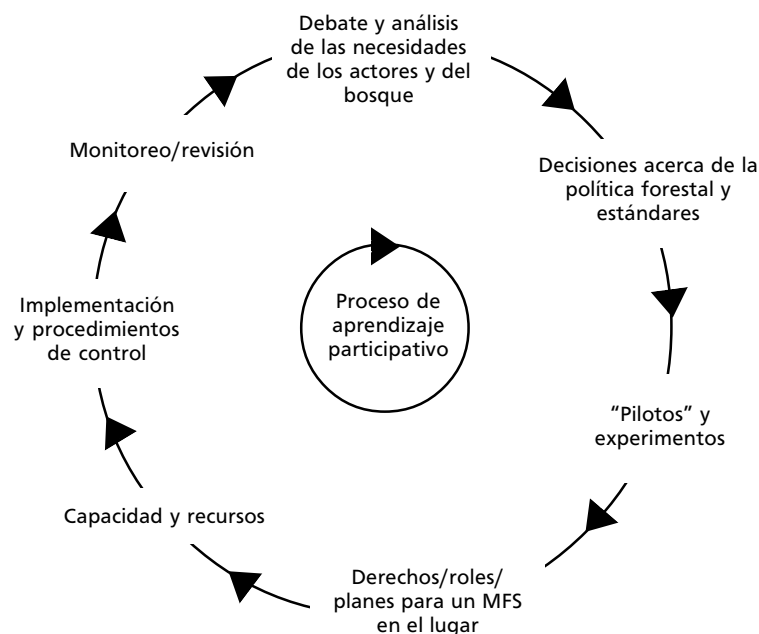 Debate y análisis
de las necesidades
de los actores y del
bosque
Decisiones acerca de la
política forestal y
estándares
“Pilotos” y
experimentos
Derechos/roles/
planes para un MFS
en el lugar
Capacidad y recursos
Implementación
y procedimientos
de control
Monitoreo/revisión
Proceso de
aprendizaje
participativo